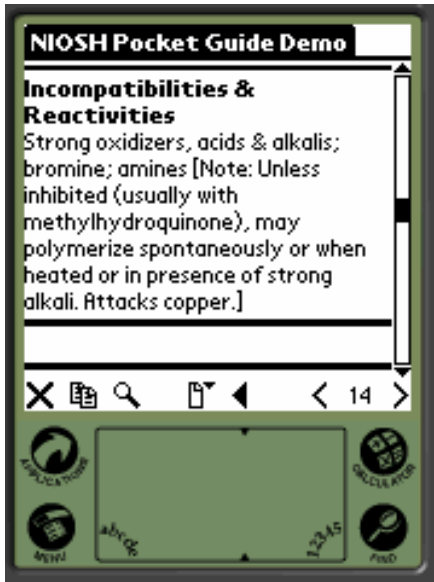 NIOSH Pocket Guide Demo
Incompatibilities &
Reactivities
Strong oxidizers, acids & alkalis;
bromine; amines [Note: Unless
inhibited (usually with
methylhydroquinone), may
polymerize spontaneously or when
heated or in presence of strong
alkali. Attacks copper.]
14
APPLICATIONS
CALCULATOR
MENU
abcde
12345
FIND